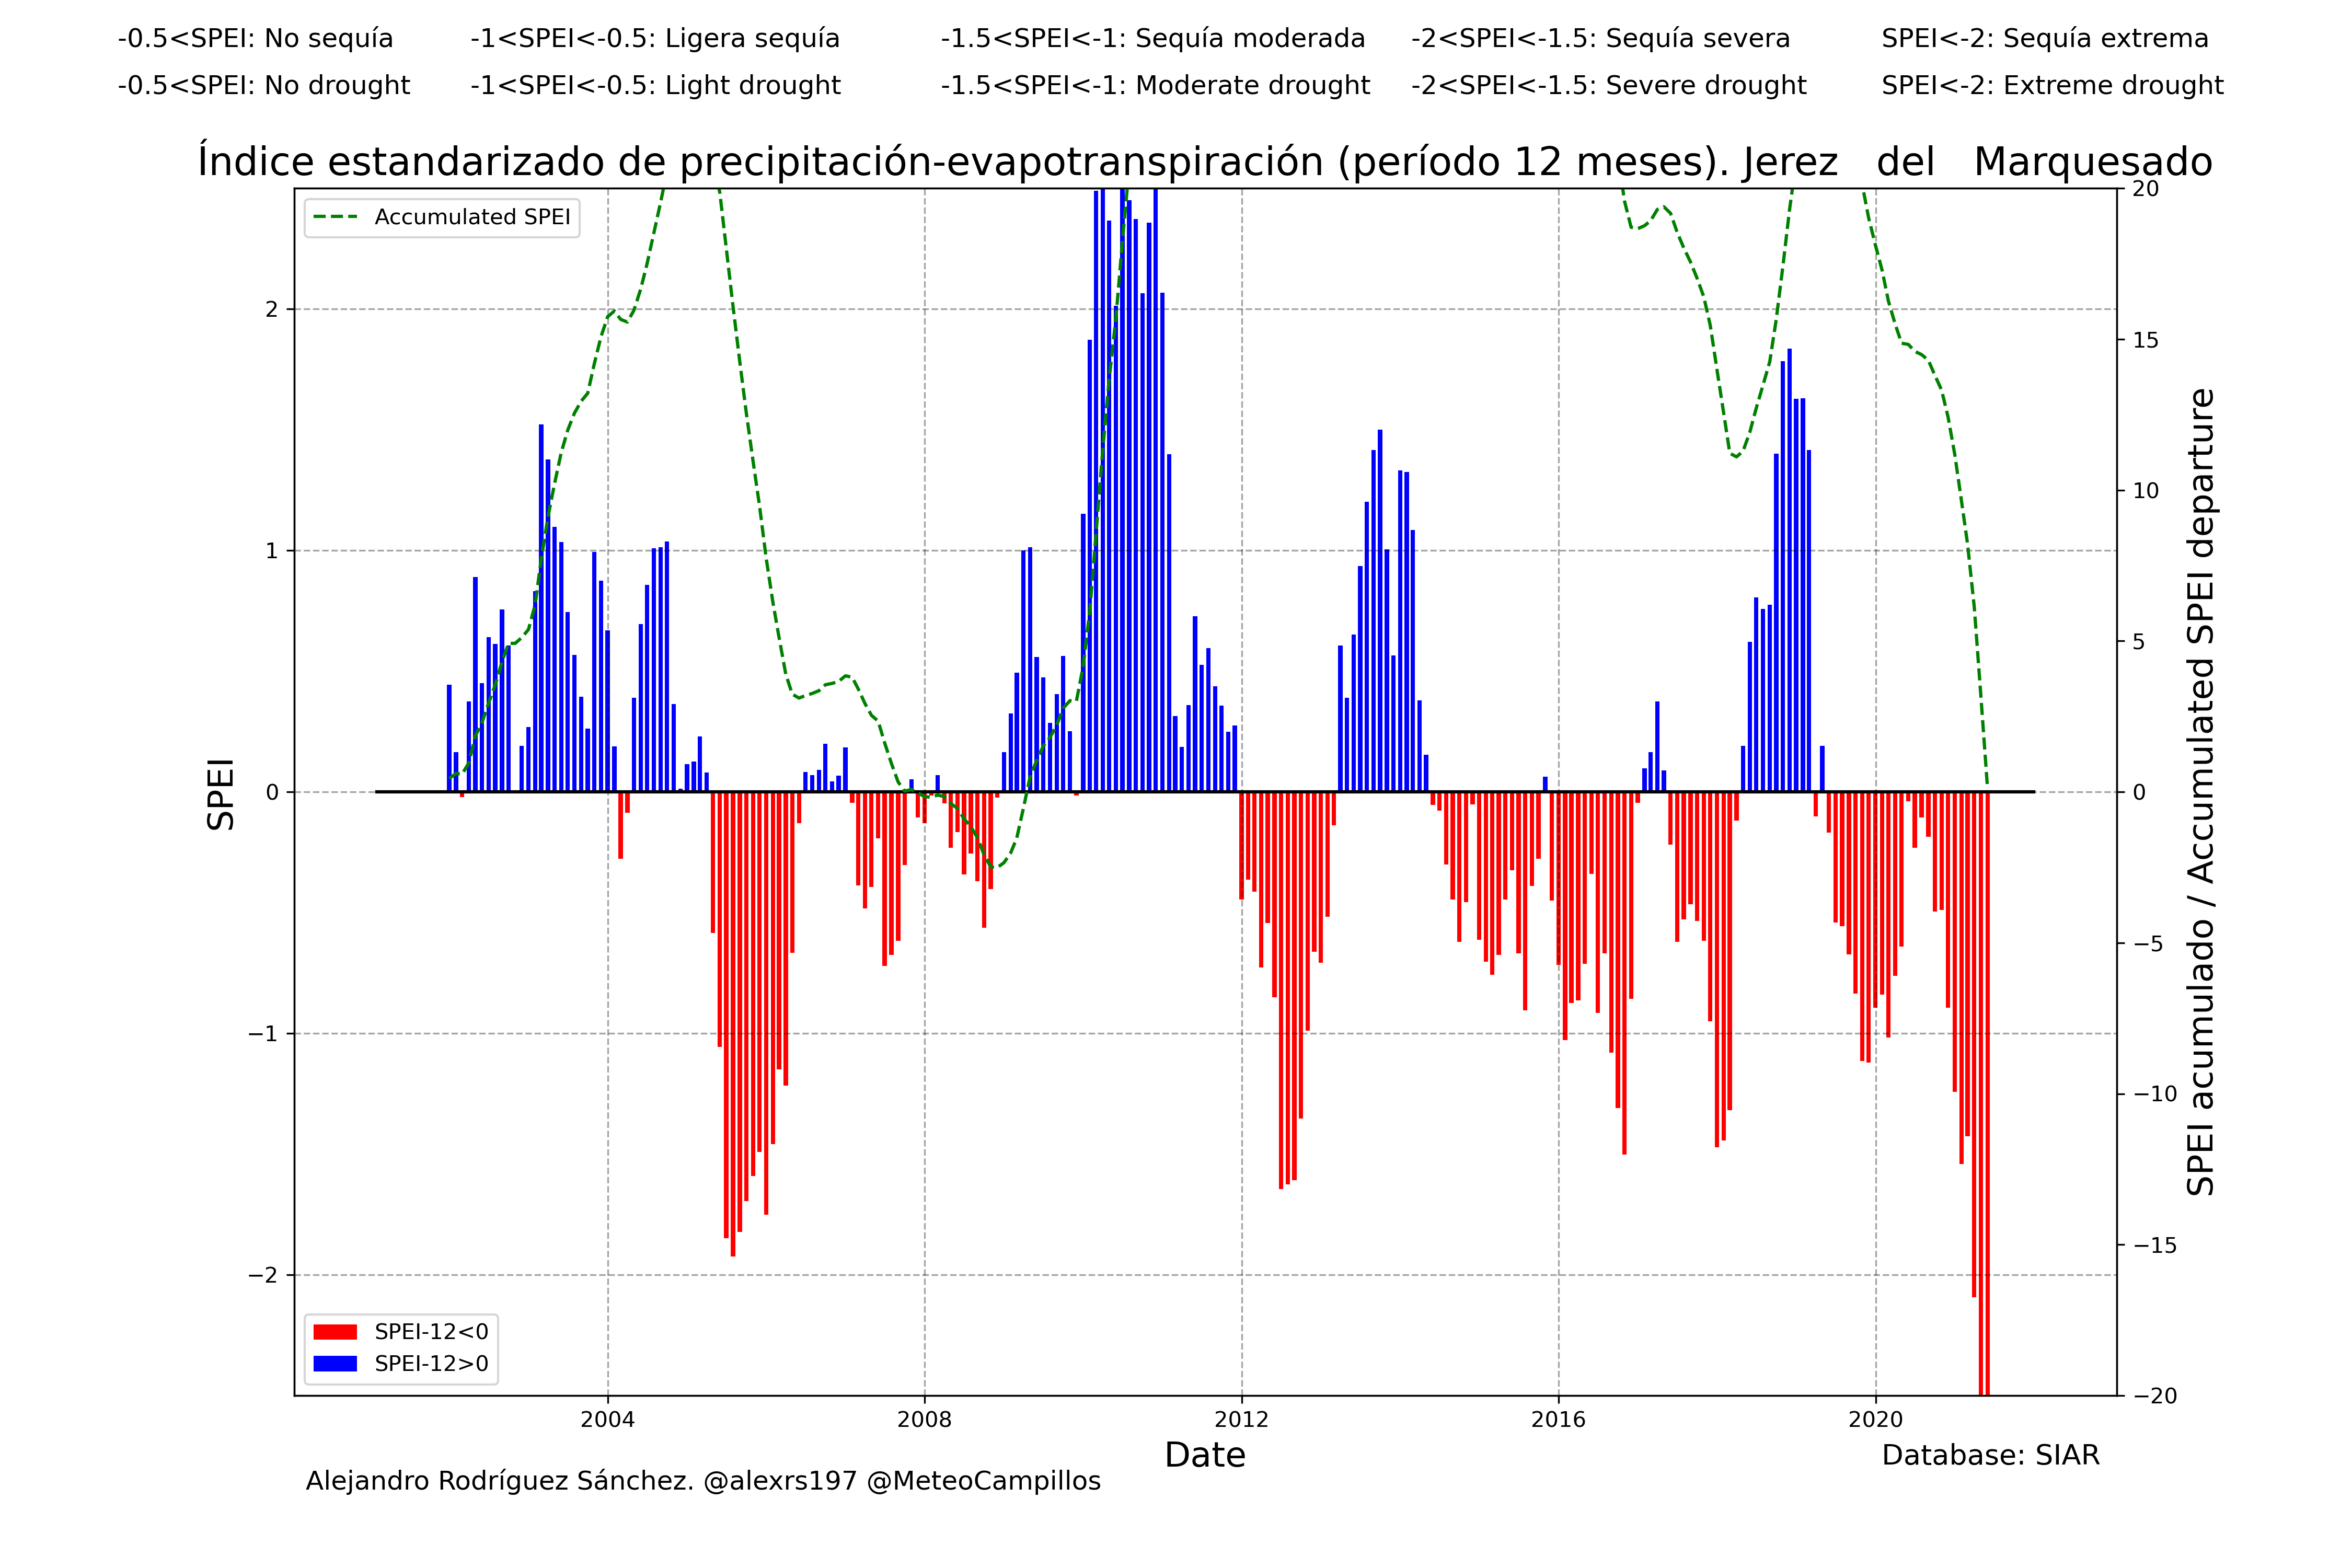 -0.5<SPEI: No sequía
-1<SPEI<-0.5: Ligera sequía
-1.5<SPEI<-1: Sequía moderada
-2<SPEI<-1.5: Sequía severa
SPEI<-2: Sequía extrema
-0.5<SPEI: No drought
-1<SPEI<-0.5: Light drought
-1.5<SPEI<-1: Moderate drought
-2<SPEI<-1.5: Severe drought
SPEI<-2: Extreme drought
Índice estandarizado de precipitación-evapotranspiración (período 12 meses). Jerez del Marquesado
Accumulated SPEI
SPEI
2
1
0
−1
−2
20
15
10
5
0
−5
−10
−15
−20
SPEI acumulado / Accumulated SPEI departure
SPEI-12<0
SPEI-12>0
2004
2008
2012
2016
2020
Date
Database: SIAR
Alejandro Rodríguez Sánchez. @alexrs197 @MeteoCampillos